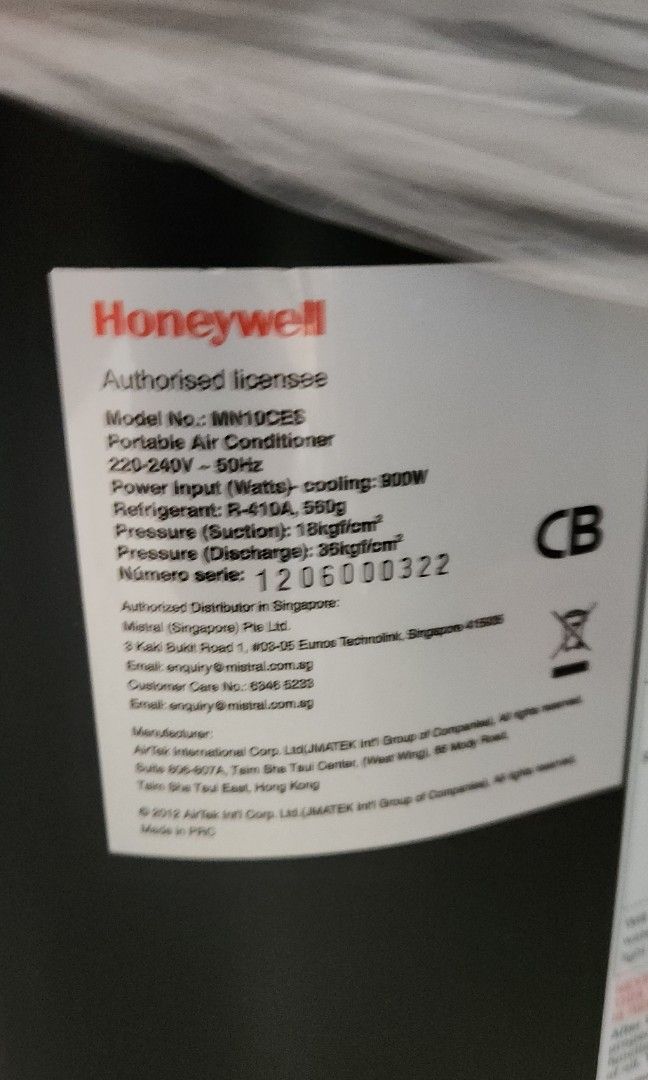 Honeywell
Authorised licensee
Model No.: MN10CES
Portable Air Conditioner
220-240V ~ 50Hz
Power Input (Watts)- cooling: 900W
Refrigerant: R-410A, 560g
Pressure (Suction): 18kgf/cm²
Pressure (Discharge): 36kgf/cm²
Número serie: 1206000322
CB
Authorized Distributor in Singapore:
Mistral (Singapore) Pte Ltd.
3 Kaki Bukit Road 1, #03-05 Eunos Technolink, Singapore
Email: enquiry@mistral.com.sg
Customer Care No.: 6346 5233
Email: enquiry@mistral.com.sg
Manufacturer:
AirTek International Corp. Ltd.(JMATEK Int'l Group of Companies). All rights reserved.
Suite 606-607A, Tsim Sha Tsui Center, (West Wing), 66 Mody Road,
Tsim Sha Tsui East, Hong Kong
© 2012 AirTek Int'l Corp. Ltd.(JMATEK Int'l Group of Companies). All rights reserved.
Made in PRC